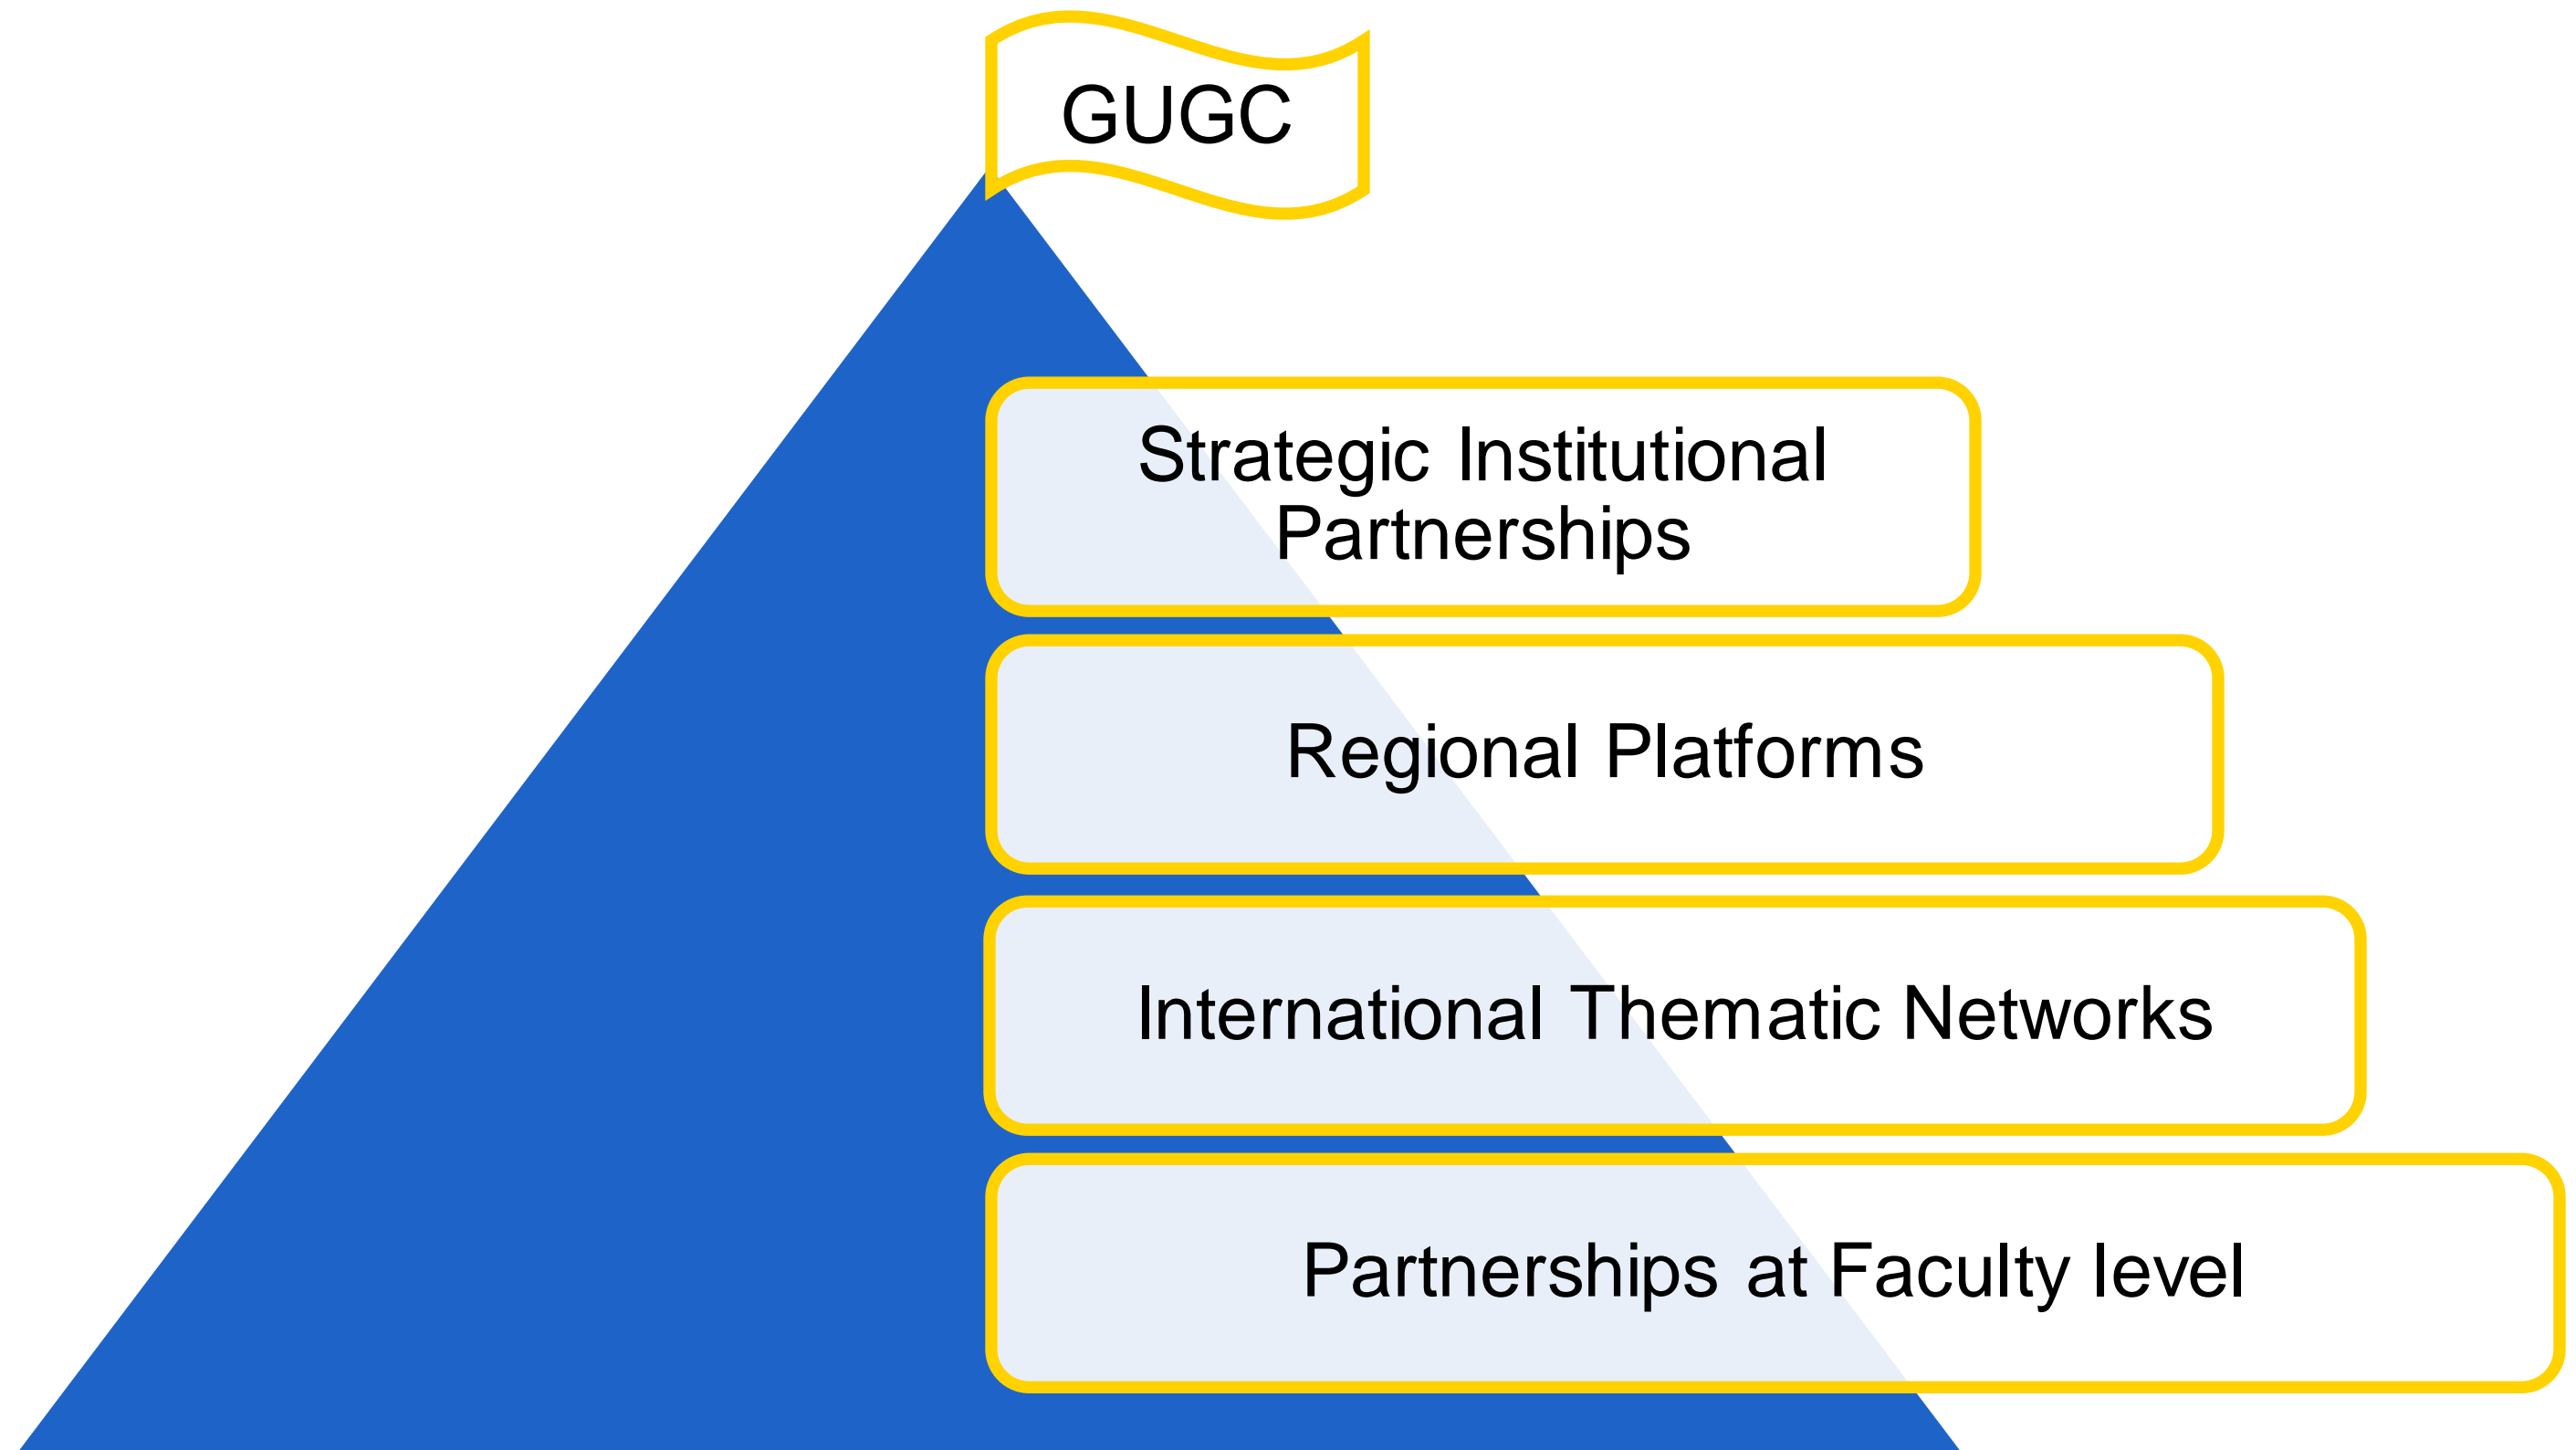 GUGC
Strategic Institutional
Partnerships
Regional Platforms
International Thematic Networks
Partnerships at Faculty level